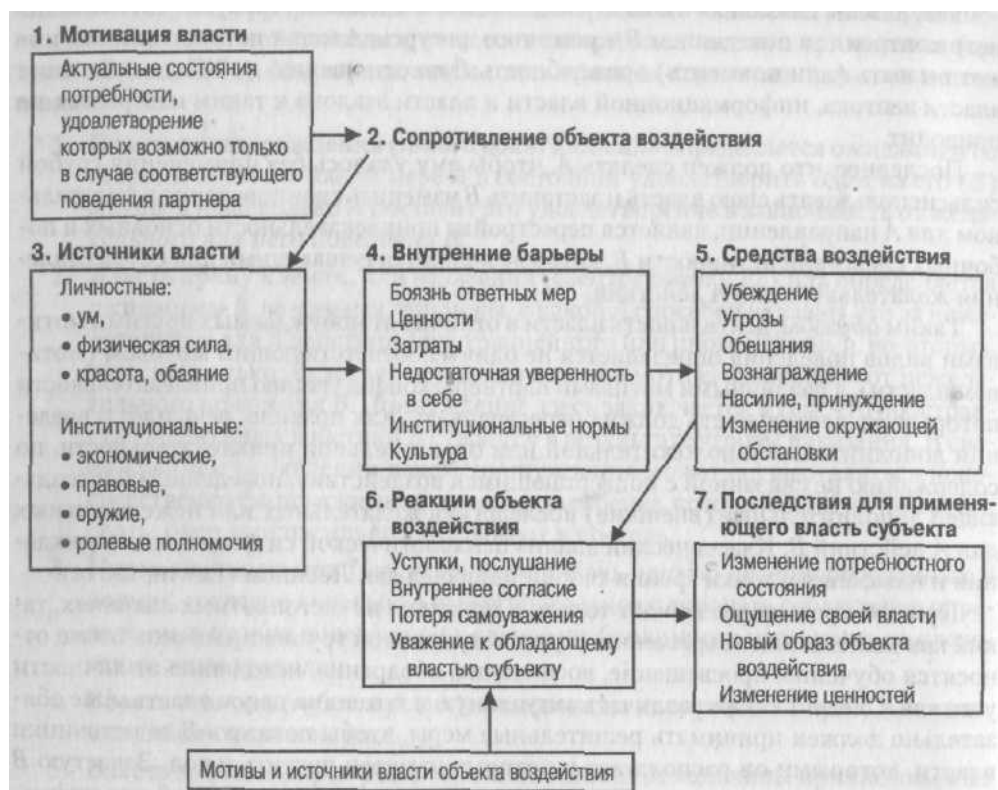 1. Мотивация власти
Актуальные состояния
потребности,
удовлетворение
которых возможно только
в случае соответствующего
поведения партнера
2. Сопротивление объекта воздействия
3. Источники власти
Личностные:
• ум,
• физическая сила,
• красота, обаяние
Институциональные:
• экономические,
• правовые,
• оружие,
• ролевые полномочия
4. Внутренние барьеры
Боязнь ответных мер
Ценности
Затраты
Недостаточная уверенность
в себе
Институциональные нормы
Культура
5. Средства воздействия
Убеждение
Угрозы
Обещания
Вознаграждение
Насилие, принуждение
Изменение окружающей
обстановки
6. Реакции объекта
воздействия
Уступки, послушание
Внутреннее согласие
Потеря самоуважения
Уважение к обладающему
властью субъекту
7. Последствия для применя-
ющего власть субъекта
Изменение потребностного
состояния
Ощущение своей власти
Новый образ объекта
воздействия
Изменение ценностей
Мотивы и источники власти объекта воздействия